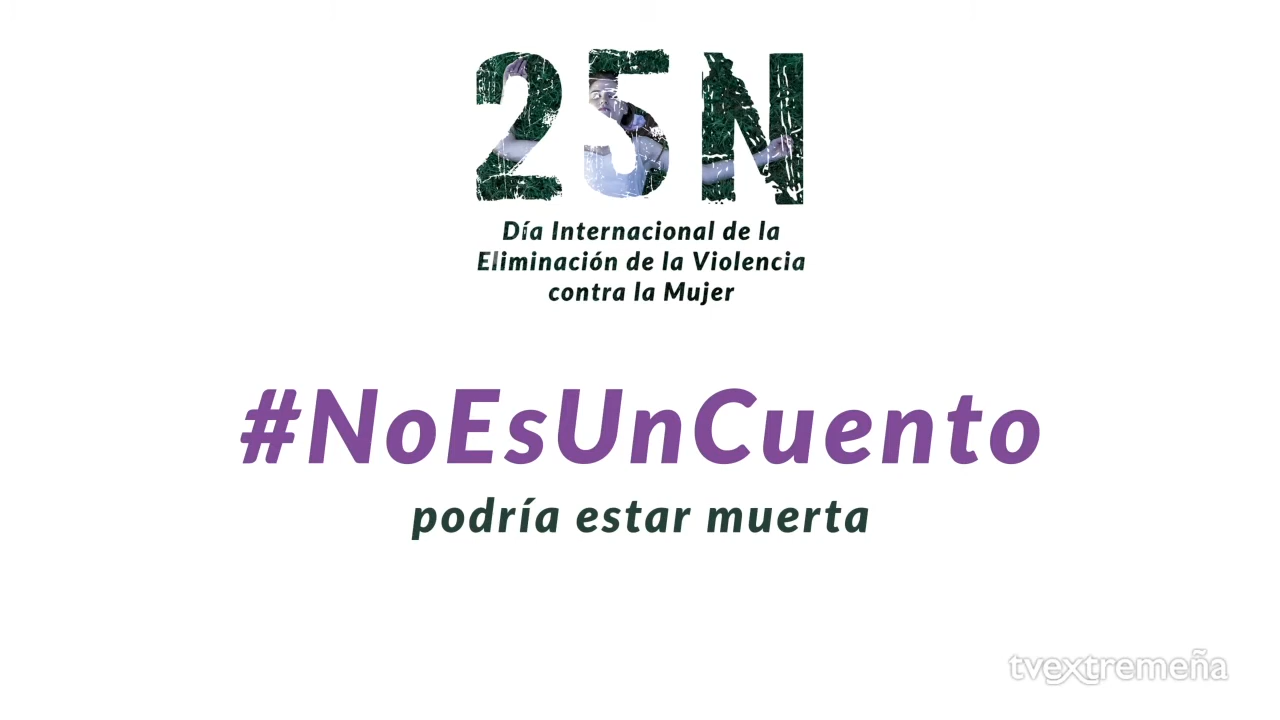 25N
Día Internacional de la
Eliminación de la Violencia
contra la Mujer
#NoEsUnCuento
podría estar muerta
tvextremeña